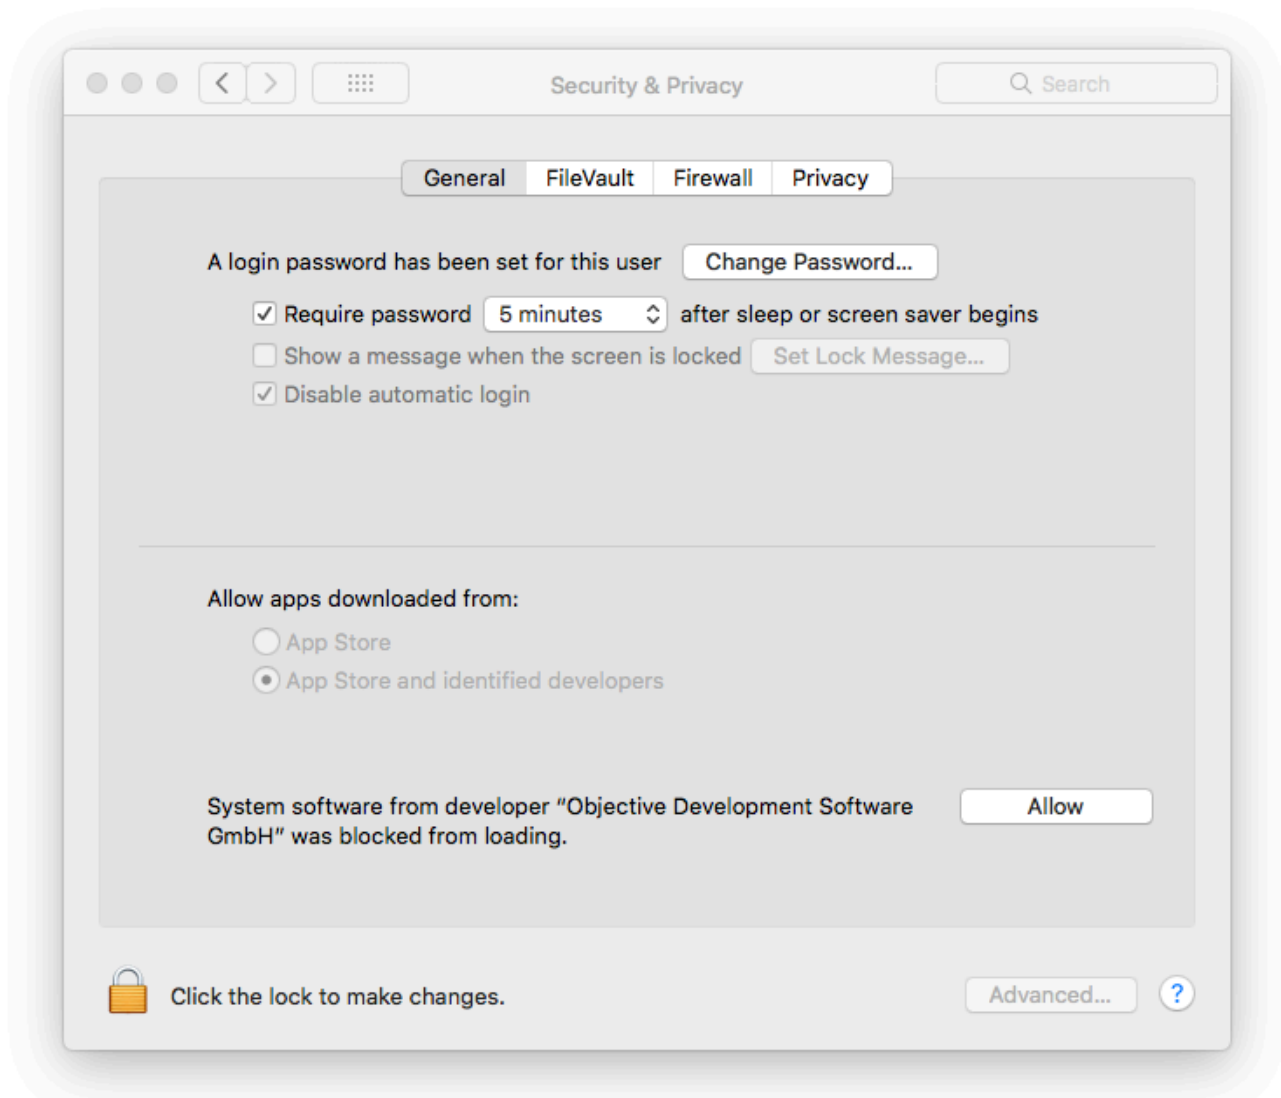 Security & Privacy
Search
General
FileVault
Firewall
Privacy
A login password has been set for this user
Change Password...
Require password
5 minutes
after sleep or screen saver begins
Show a message when the screen is locked
Set Lock Message...
Disable automatic login
Allow apps downloaded from:
App Store
App Store and identified developers
System software from developer “Objective Development Software
GmbH” was blocked from loading.
Allow
Click the lock to make changes.
Advanced...
?